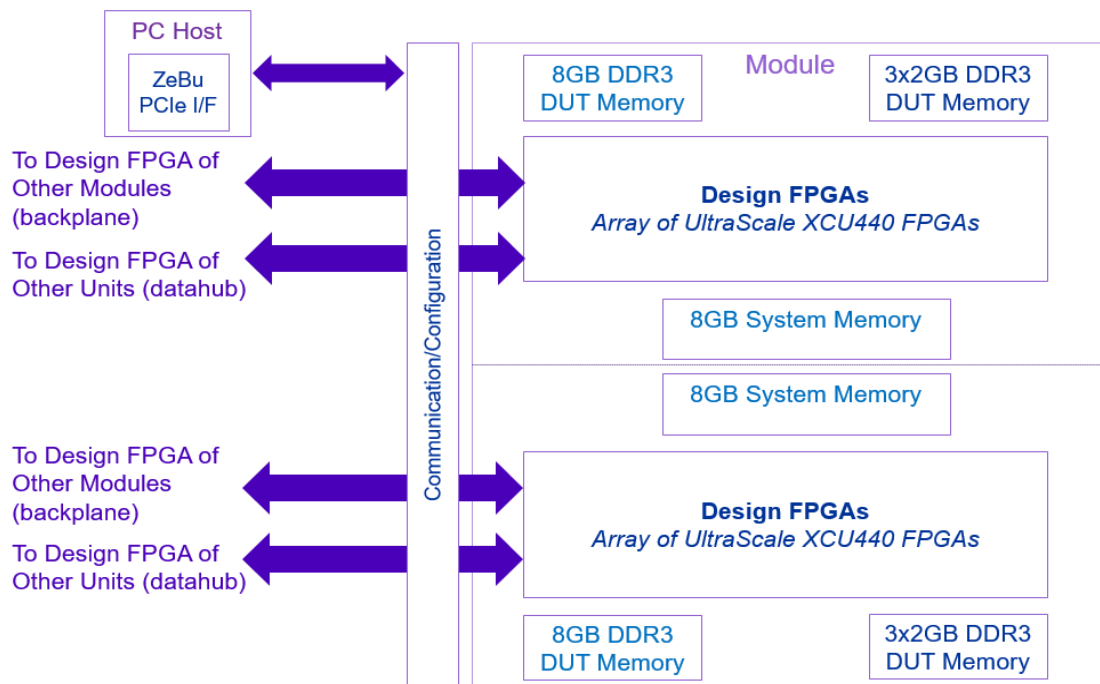 PC Host
ZeBu
PCIe I/F
Module
8GB DDR3
DUT Memory
3x2GB DDR3
DUT Memory
To Design FPGA of
Other Modules
(backplane)
Design FPGAs
Array of UltraScale XCU440 FPGAs
To Design FPGA of
Other Units (datahub)
Communication/Configuration
8GB System Memory
8GB System Memory
To Design FPGA of
Other Modules
(backplane)
Design FPGAs
Array of UltraScale XCU440 FPGAs
To Design FPGA of
Other Units (datahub)
8GB DDR3
DUT Memory
3x2GB DDR3
DUT Memory